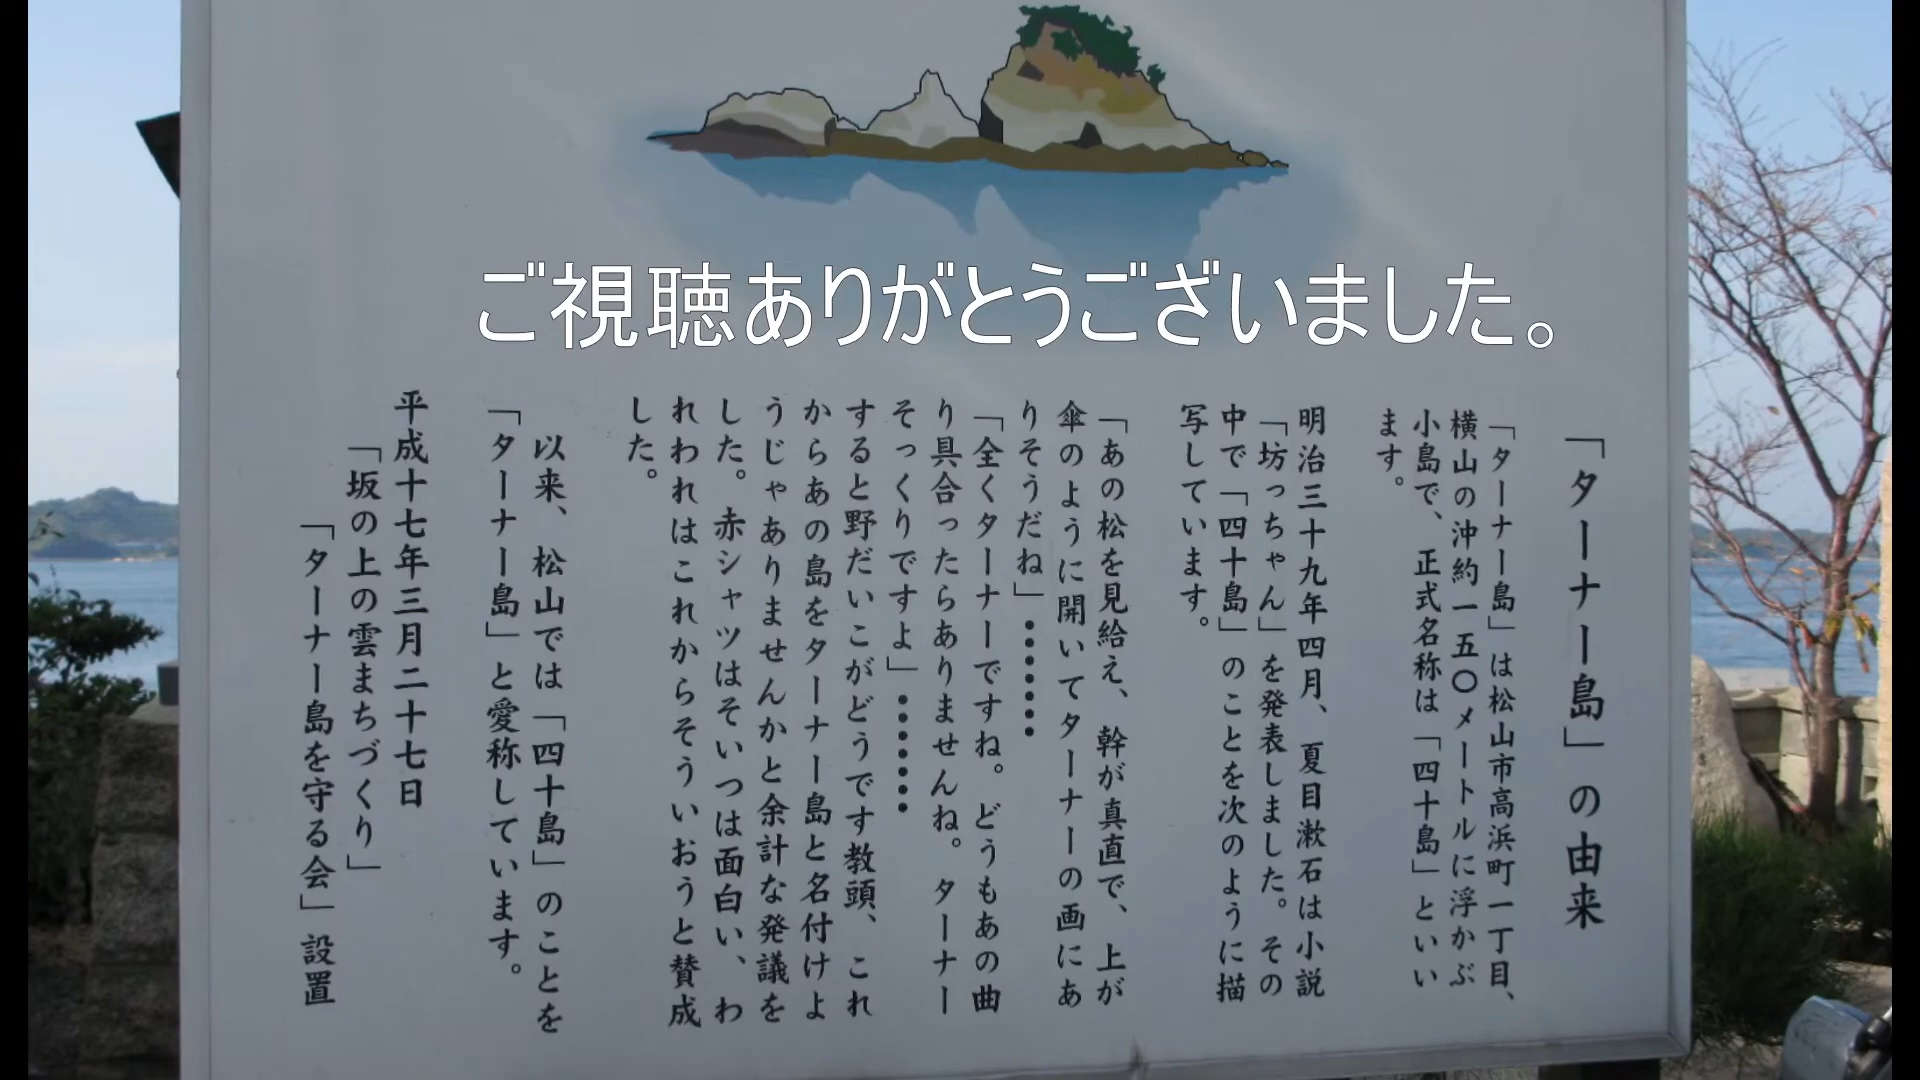 ご視聴ありがとうございました。
「ターナー島」の由来
「ターナー島」は松山市高浜町一丁目、
横山の沖約一五〇メートルに浮かぶ
小島で、正式名称は「四十島」といい
ます。
明治三十九年四月、夏目漱石は小説
「坊っちゃん」を発表しました。その
中で「四十島」のことを次のように描
写しています。
「あの松を見給え、幹が真直で、上が
傘のように開いてターナーの画にあ
りそうだね」・・・・・・・
「全くターナーですね。どうもあの曲
り具合ったらありませんね。ターナー
そっくりですよ」・・・・・・・
すると野だいこがどうです教頭、これ
からあの島をターナー島と名付けよ
うじゃありませんかと余計な発議を
した。赤シャツはそいつは面白い、わ
れわれはこれからそういおうと賛成
した。
以来、松山では「四十島」のことを
「ターナー島」と愛称しています。
平成十七年三月二十七日
「坂の上の雲まちづくり」
「ターナー島を守る会」設置